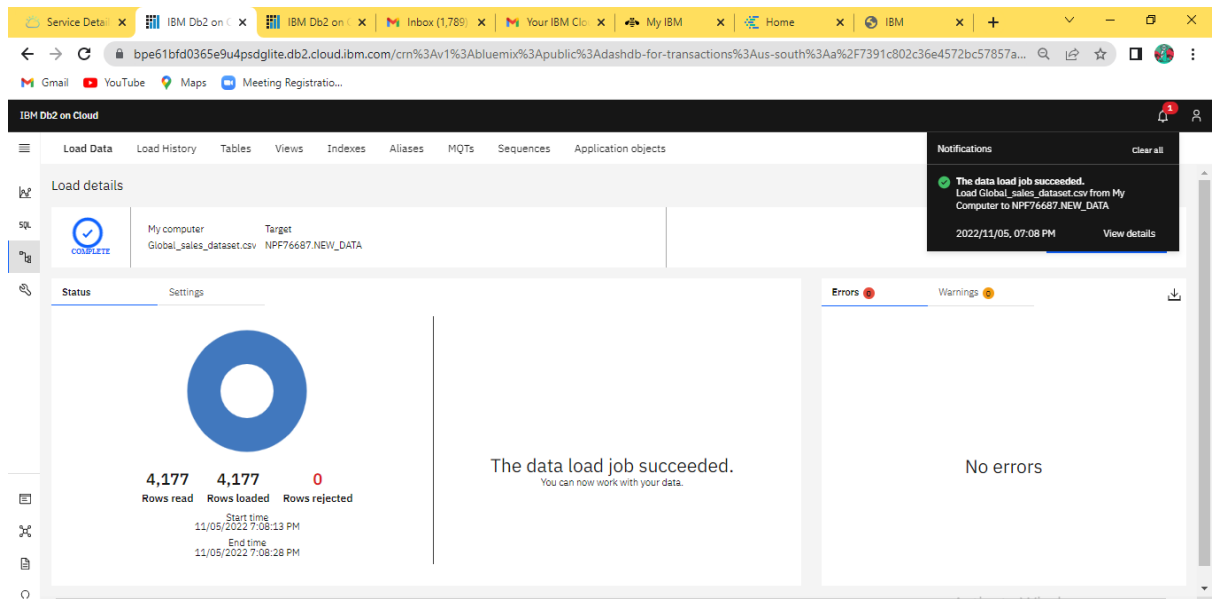 Service Detail
IBM Db2 on C
IBM Db2 on C
Inbox (1,789)
Your IBM Clo
My IBM
Home
IBM
bpe61bfd0365e9u4psdglite.db2.cloud.ibm.com/crn%3Av1%3Abluemix%3Apublic%3Adashdb-for-transactions%3Aus-south%3Aa%2F7391c802c36e4572bc57857a...
Gmail YouTube Maps Meeting Registratio...
IBM Db2 on Cloud
1
Load Data Load History Tables Views Indexes Aliases MQTs Sequences Application objects
Notifications Clear all
The data load job succeeded.
Load Global_sales_dataset.csv from My
Computer to NPF76687.NEW_DATA
2022/11/05, 07:08 PM View details
Load details
SQL
COMPLETE
My computer Target
Global_sales_dataset.csv NPF76687.NEW_DATA
Status Settings
Errors 0 Warnings 0
4,177 4,177 0
Rows read Rows loaded Rows rejected
Start time
11/05/2022 7:08:13 PM
End time
11/05/2022 7:08:28 PM
The data load job succeeded.
You can now work with your data.
No errors